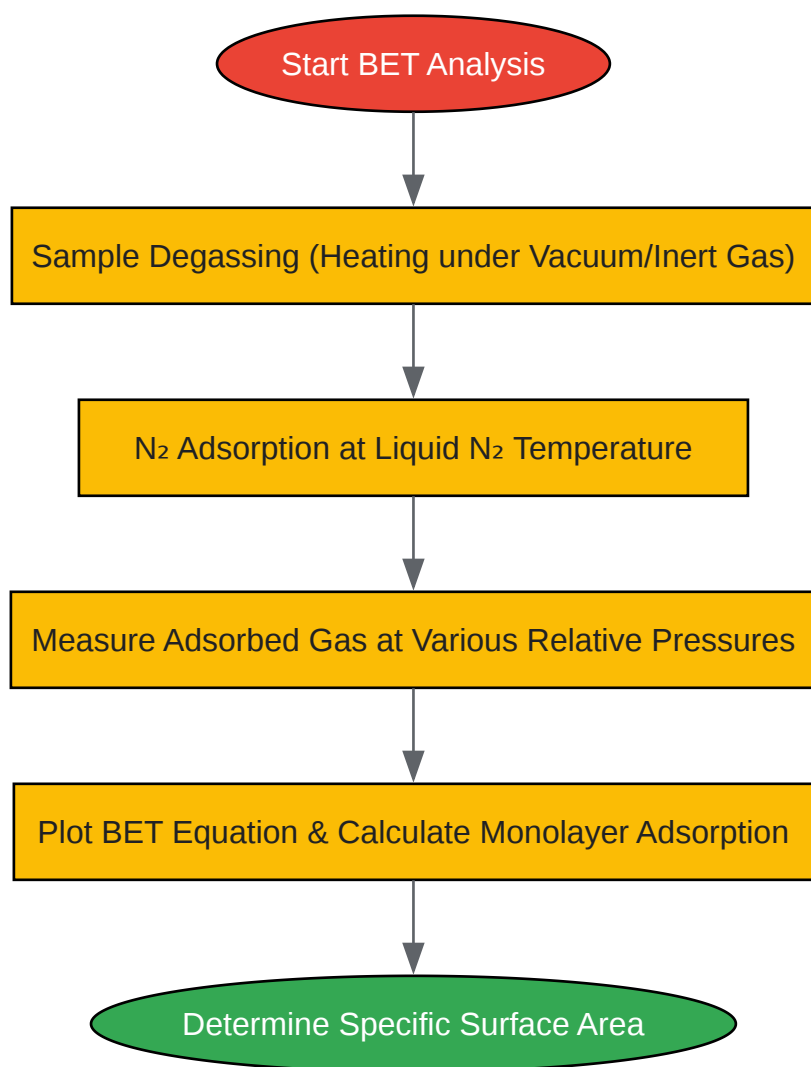 Start BET Analysis
Sample Degassing (Heating under Vacuum/Inert Gas)
N₂ Adsorption at Liquid N₂ Temperature
Measure Adsorbed Gas at Various Relative Pressures
Plot BET Equation & Calculate Monolayer Adsorption
Determine Specific Surface Area